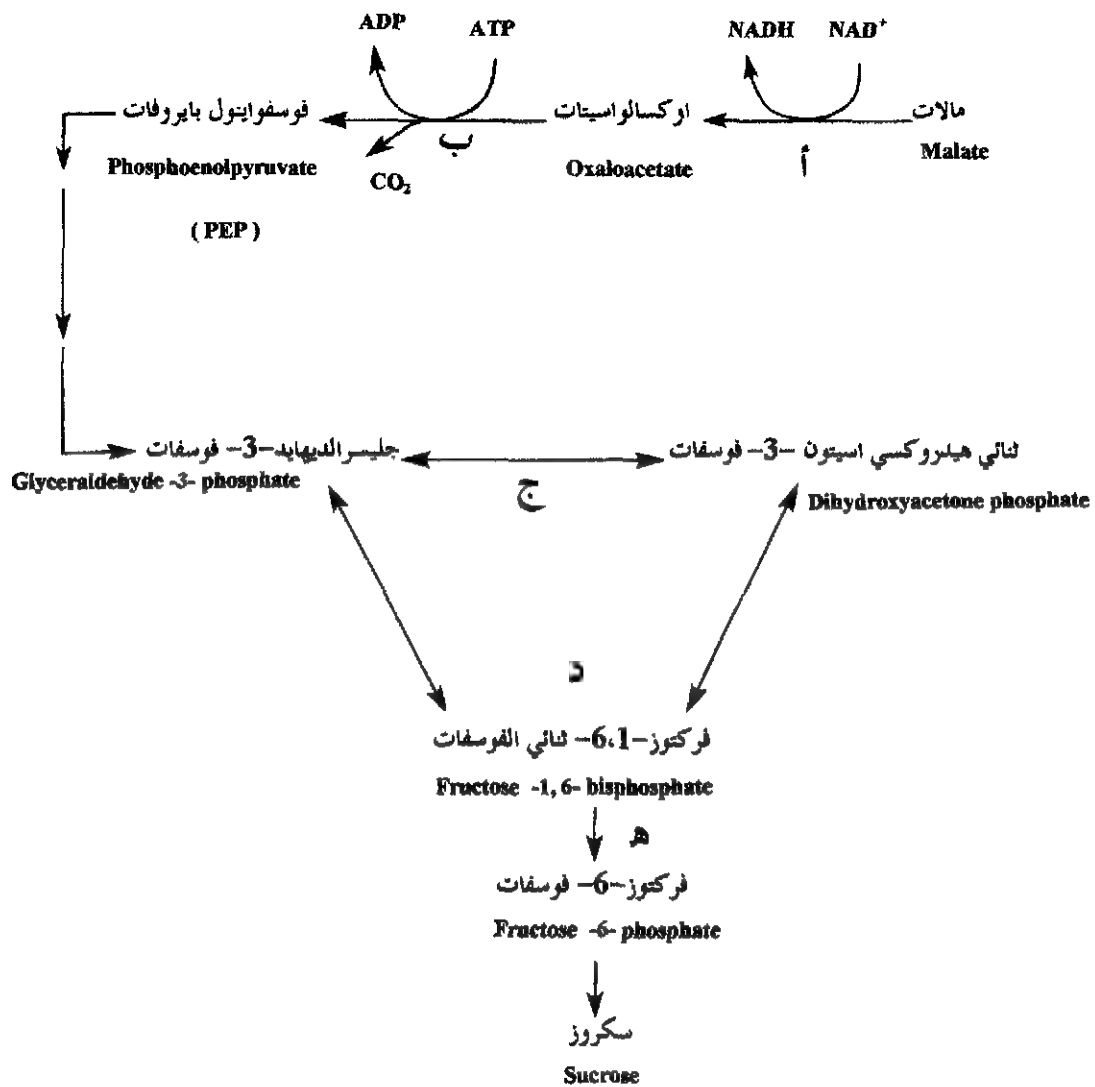 ADP ATP NADH NAD⁺
فوسفواينول بايروفات اوكسالواسيتات مالات
ب أ
Phosphoenolpyruvate CO₂ Oxaloacetate Malate
( PEP )
جليسرالديهايد-3- فوسفات ثنائي هيدروكسي اسيتون -3- فوسفات
Glyceraldehyde -3- phosphate ج Dihydroxyacetone phosphate
د
فركتوز-6،1- ثنائي الفوسفات
Fructose -1, 6- bisphosphate
هـ
فركتوز-6- فوسفات
Fructose -6- phosphate
سكروز
Sucrose